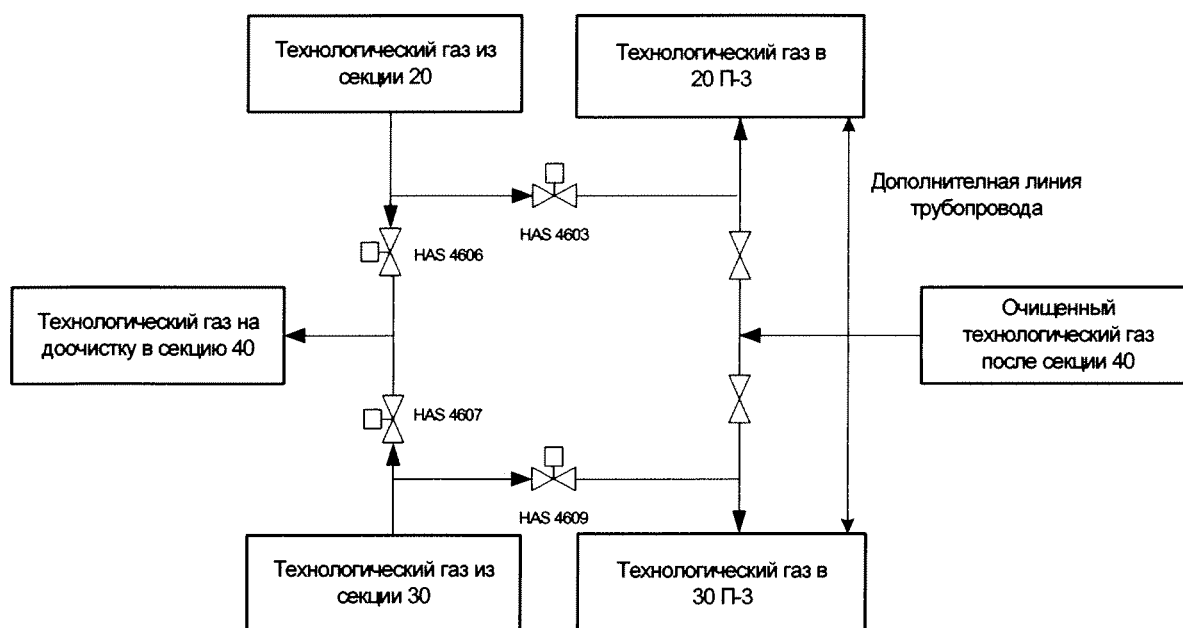 Технологический газ из
секции 20
Технологический газ в
20 П-3
Дополнителная линия
трубопровода
HAS 4603
HAS 4606
Технологический газ на
доочистку в секцию 40
Очищенный
технологический газ
после секции 40
HAS 4607
HAS 4609
Технологический газ из
секции 30
Технологический газ в
30 П-3